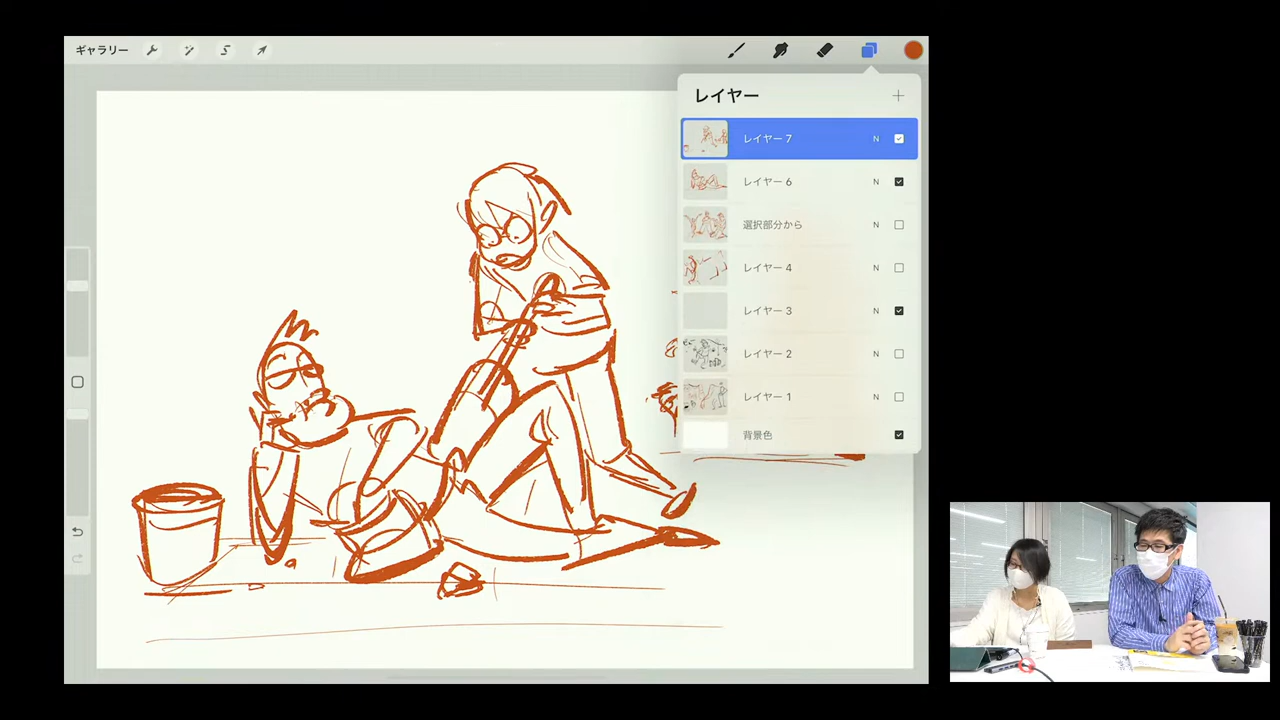 ギャラリー
レイヤー
レイヤー 7 N
レイヤー 6 N
選択部分から N
レイヤー 4 N
レイヤー 3 N
レイヤー 2 N
レイヤー 1 N
背景色